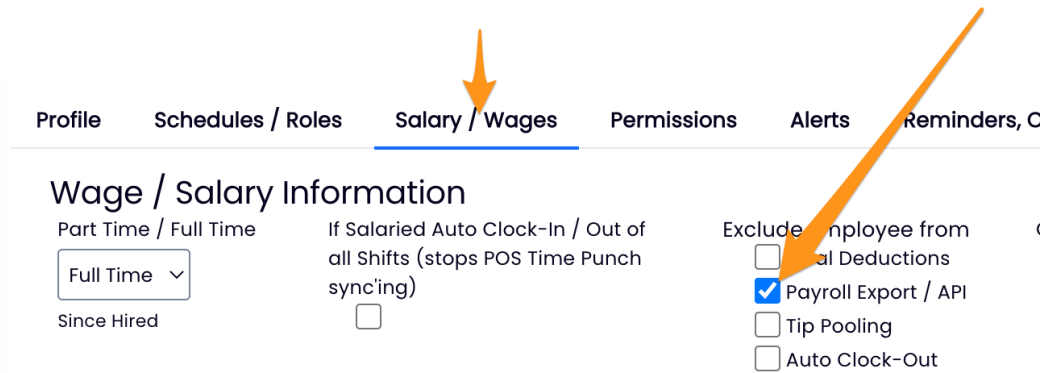 Profile Schedules / Roles Salary / Wages Permissions Alerts Reminders,
Wage / Salary Information
Part Time / Full Time
Full Time
Since Hired
If Salaried Auto Clock-In / Out of
all Shifts (stops POS Time Punch
sync'ing)
Exclude from
Deductions
Payroll Export / API
Tip Pooling
Auto Clock-Out